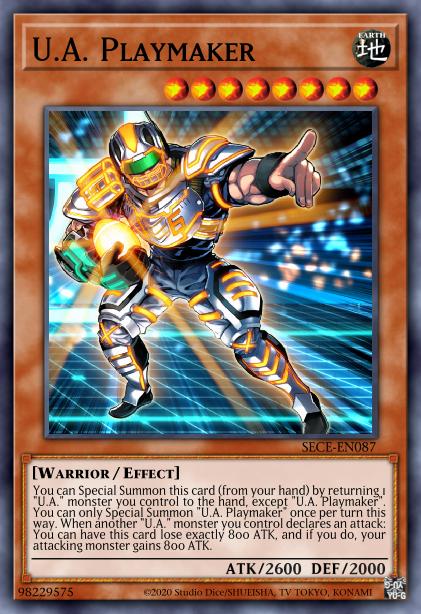 U.A. Playmaker
EARTH
地
SECE-EN087
[Warrior / Effect]
You can Special Summon this card (from your hand) by returning 1
"U.A." monster you control to the hand, except "U.A. Playmaker".
You can only Special Summon "U.A. Playmaker" once per turn this
way. When another "U.A." monster you control declares an attack:
You can have this card lose exactly 800 ATK, and if you do, your
attacking monster gains 800 ATK.
ATK/2600 DEF/2000
98229575
©2020 Studio Dice/SHUEISHA, TV TOKYO, KONAMI